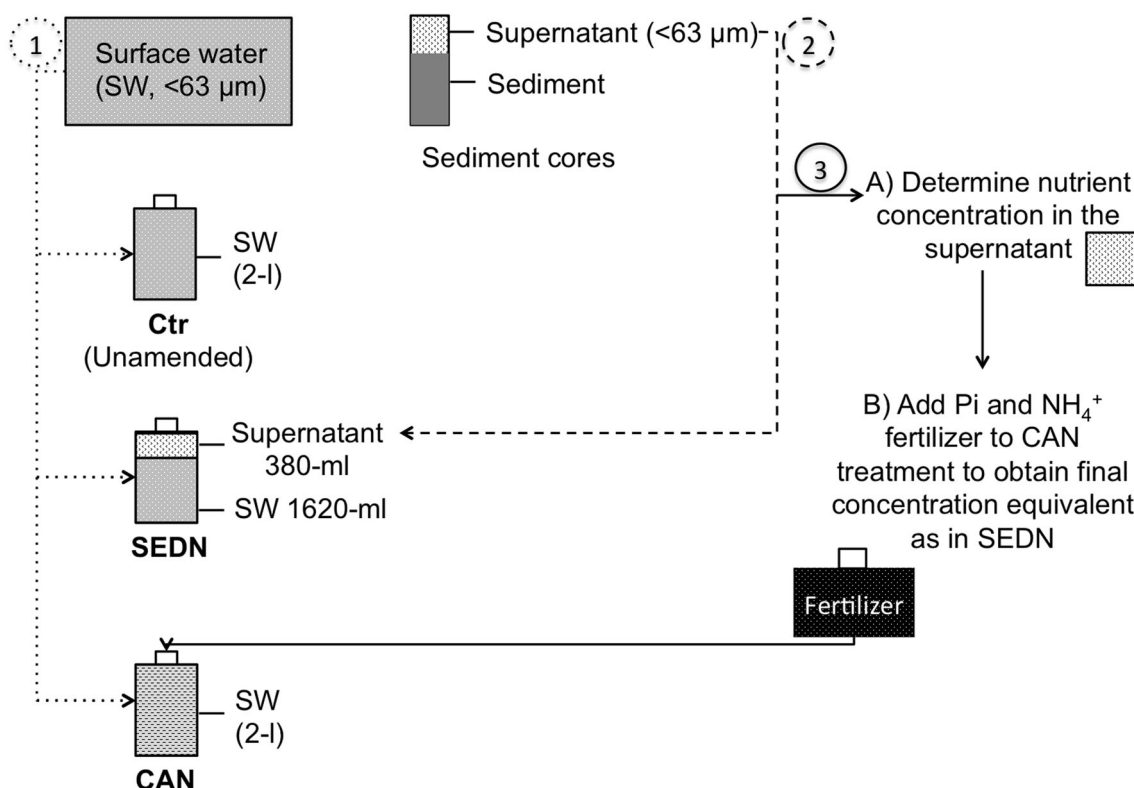 1
Surface water
(SW, <63 µm)
Supernatant (<63 µm)
2
Sediment
Sediment cores
3
A) Determine nutrient
concentration in the
supernatant
SW
(2-l)
Ctr
(Unamended)
B) Add Pi and NH₄⁺
fertilizer to CAN
treatment to obtain final
concentration equivalent
as in SEDN
Supernatant
380-ml
SW 1620-ml
SEDN
Fertilizer
SW
(2-l)
CAN